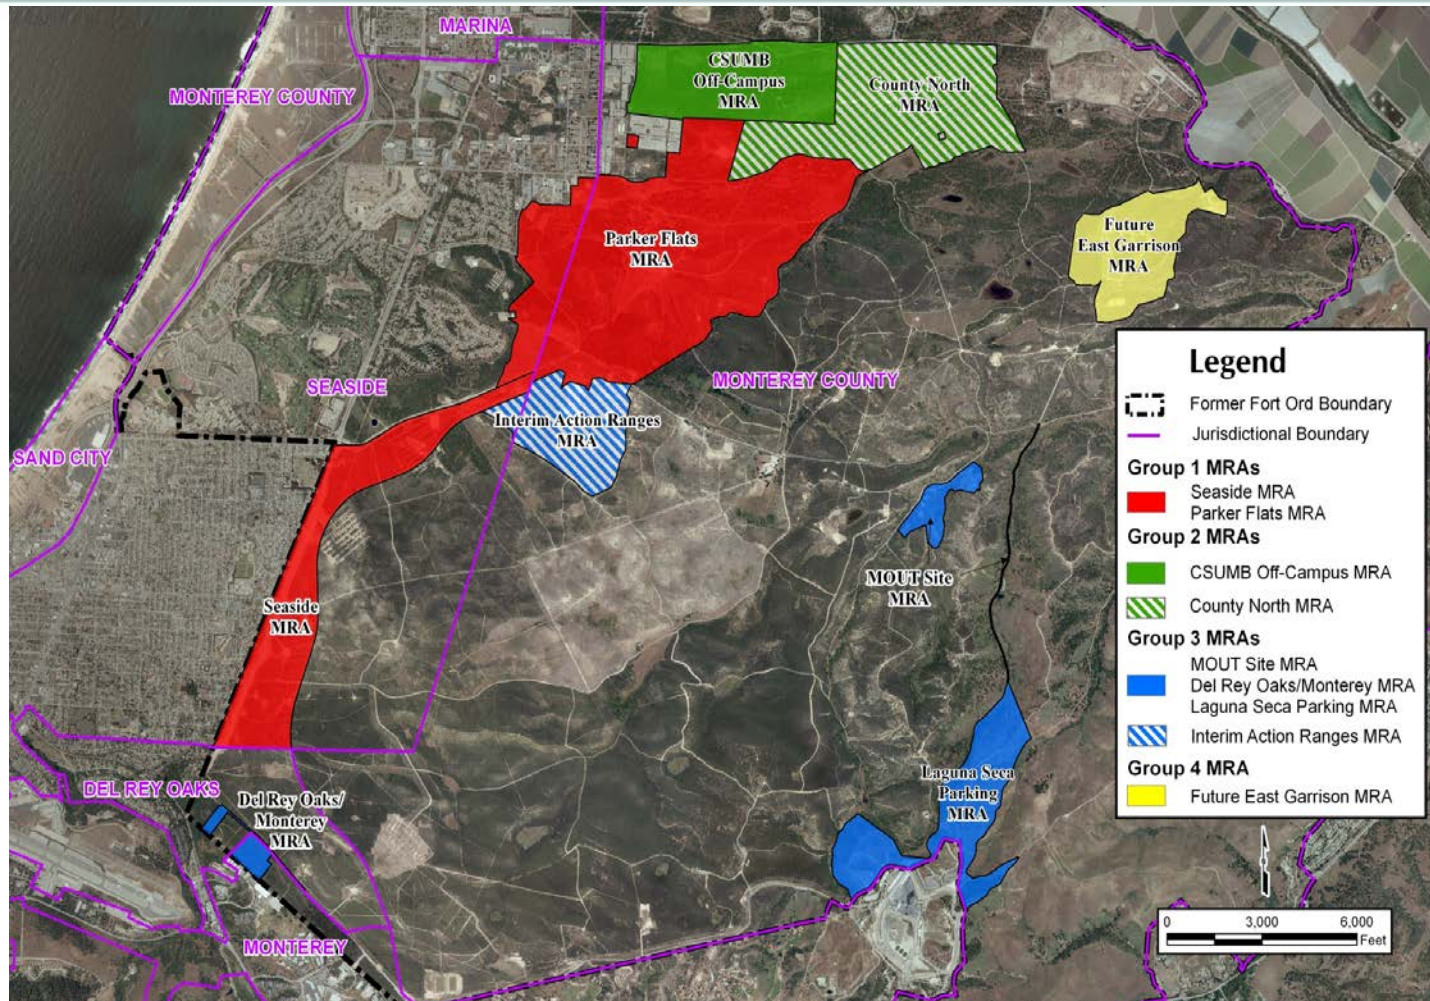 MARINA
MONTEREY COUNTY
CSUMB
Off-Campus
MRA
County North
MRA
Parker Flats
MRA
Future
East Garrison
MRA
SEASIDE
MONTEREY COUNTY
Interim Action Ranges
MRA
SAND CITY
MOUT Site
MRA
Seaside
MRA
DEL REY OAKS
Del Rey Oaks/
Monterey
MRA
Laguna Seca
Parking
MRA
MONTEREY
Legend
Former Fort Ord Boundary
Jurisdictional Boundary
Group 1 MRAs
Seaside MRA
Parker Flats MRA
Group 2 MRAs
CSUMB Off-Campus MRA
County North MRA
Group 3 MRAs
MOUT Site MRA
Del Rey Oaks/Monterey MRA
Laguna Seca Parking MRA
Interim Action Ranges MRA
Group 4 MRA
Future East Garrison MRA
0 3,000 6,000
Feet